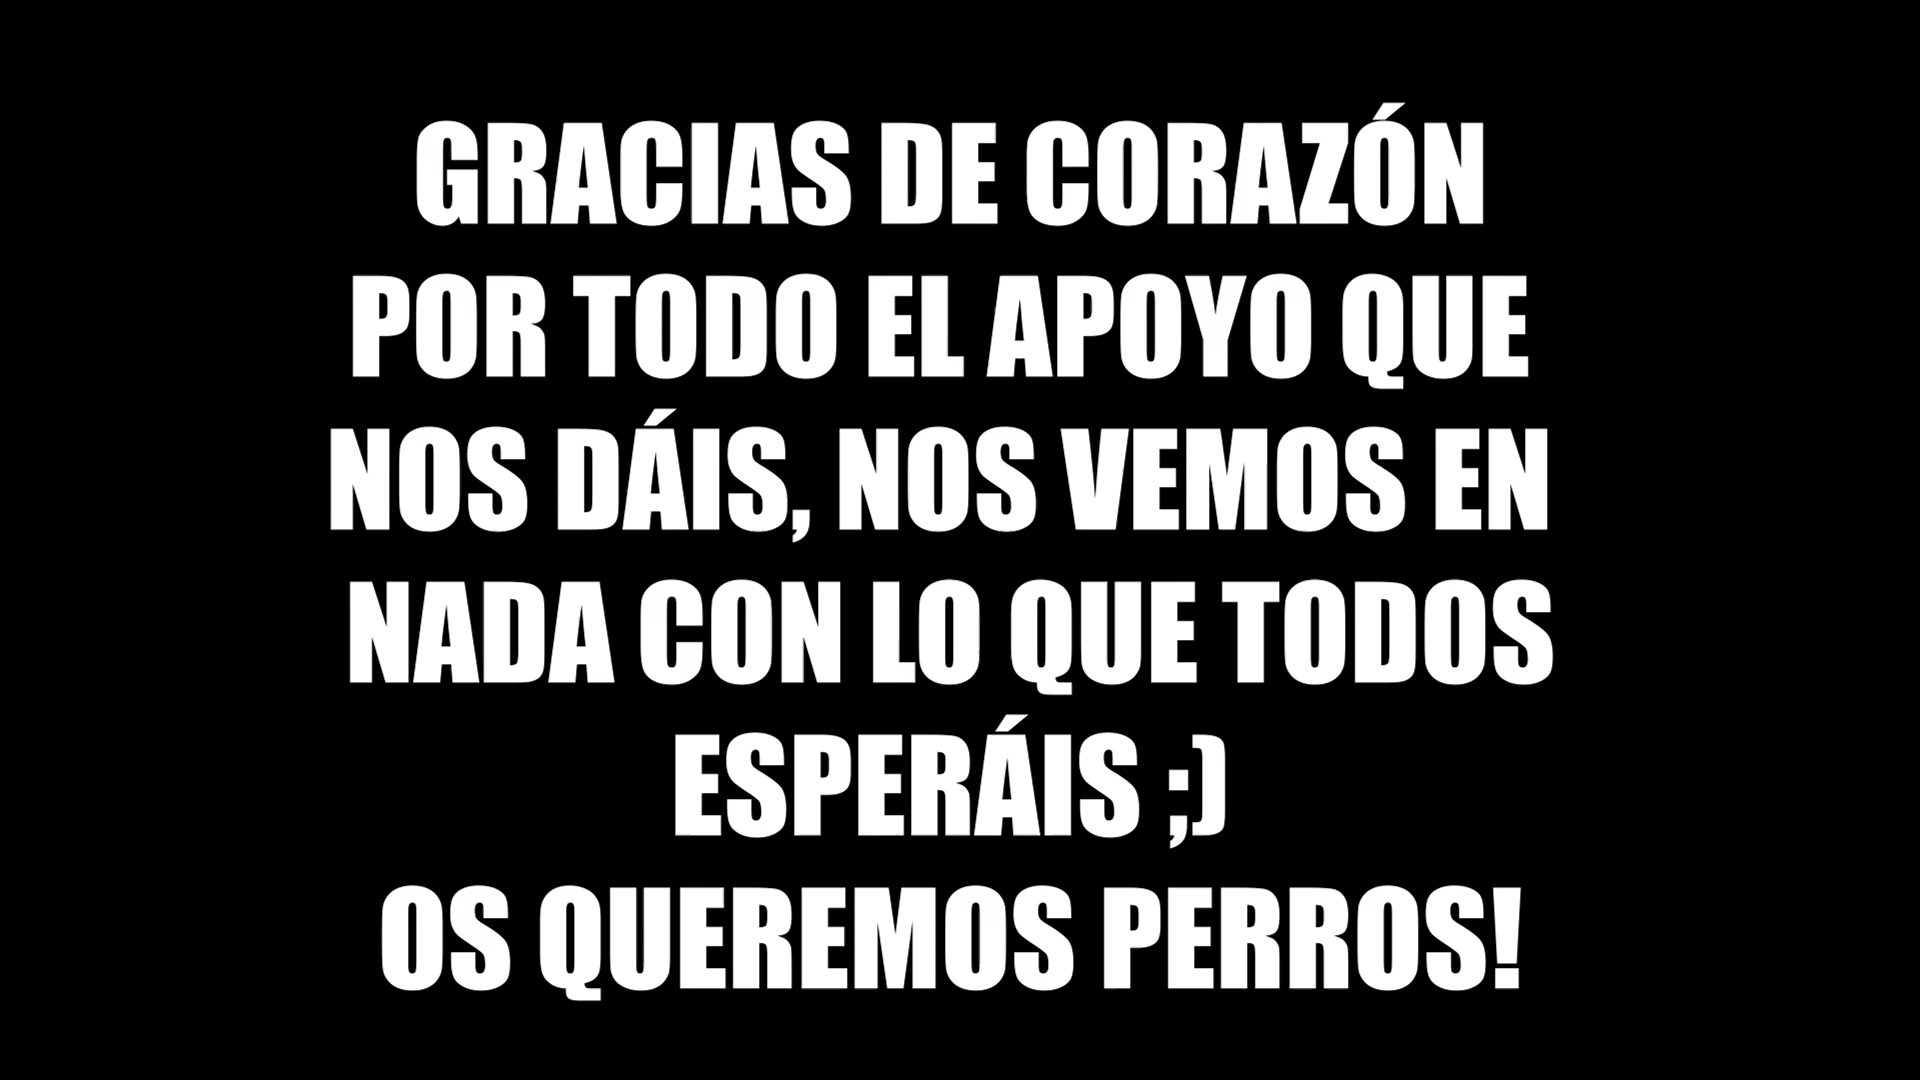 GRACIAS DE CORAZÓN
POR TODO EL APOYO QUE
NOS DÁIS, NOS VEMOS EN
NADA CON LO QUE TODOS
ESPERÁIS ;)
OS QUEREMOS PERROS!